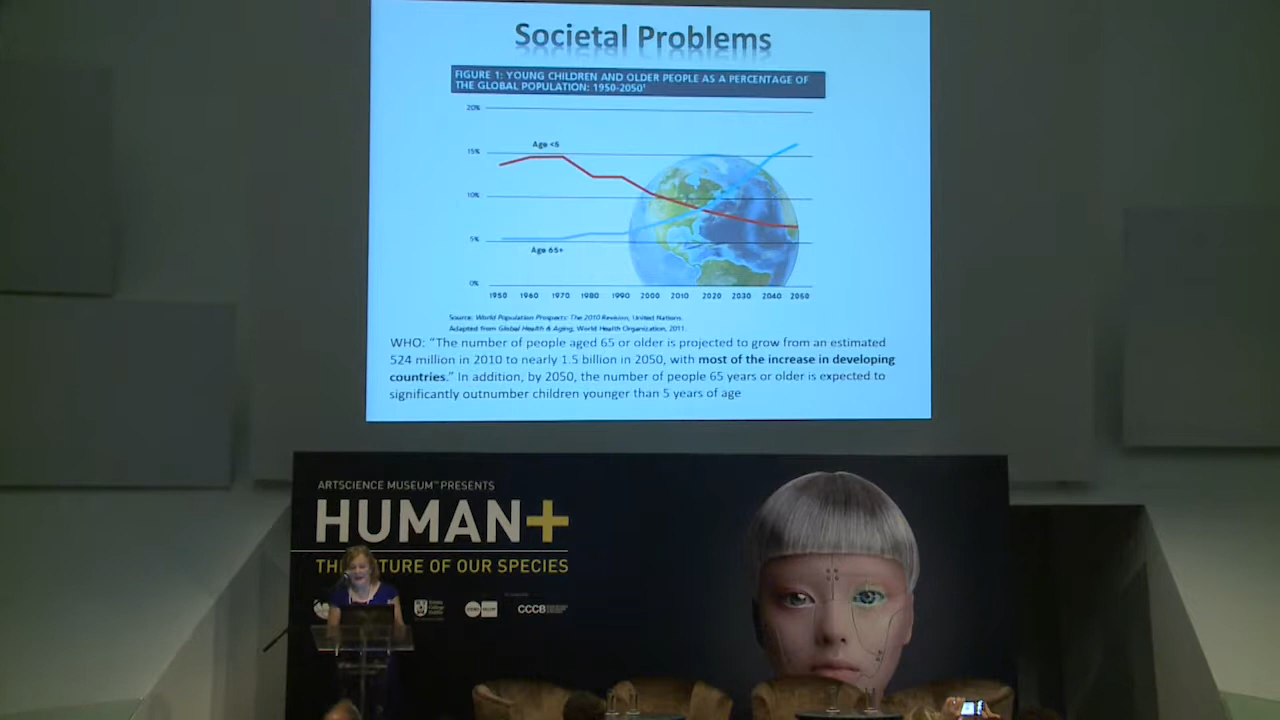 Societal Problems
FIGURE 1: YOUNG CHILDREN AND OLDER PEOPLE AS A PERCENTAGE OF
THE GLOBAL POPULATION: 1950-2050¹
20%
15%
10%
5%
0%
Age <5
Age 65+
1950 1960 1970 1980 1990 2000 2010 2020 2030 2040 2050
Source: World Population Prospects: The 2010 Revision, United Nations.
Adapted from Global Health & Aging, World Health Organization, 2011.
WHO: “The number of people aged 65 or older is projected to grow from an estimated
524 million in 2010 to nearly 1.5 billion in 2050, with most of the increase in developing
countries.” In addition, by 2050, the number of people 65 years or older is expected to
significantly outnumber children younger than 5 years of age
ARTSCIENCE MUSEUM™ PRESENTS
HUMAN+
TH TURE OF OUR SPECIES
CCCB